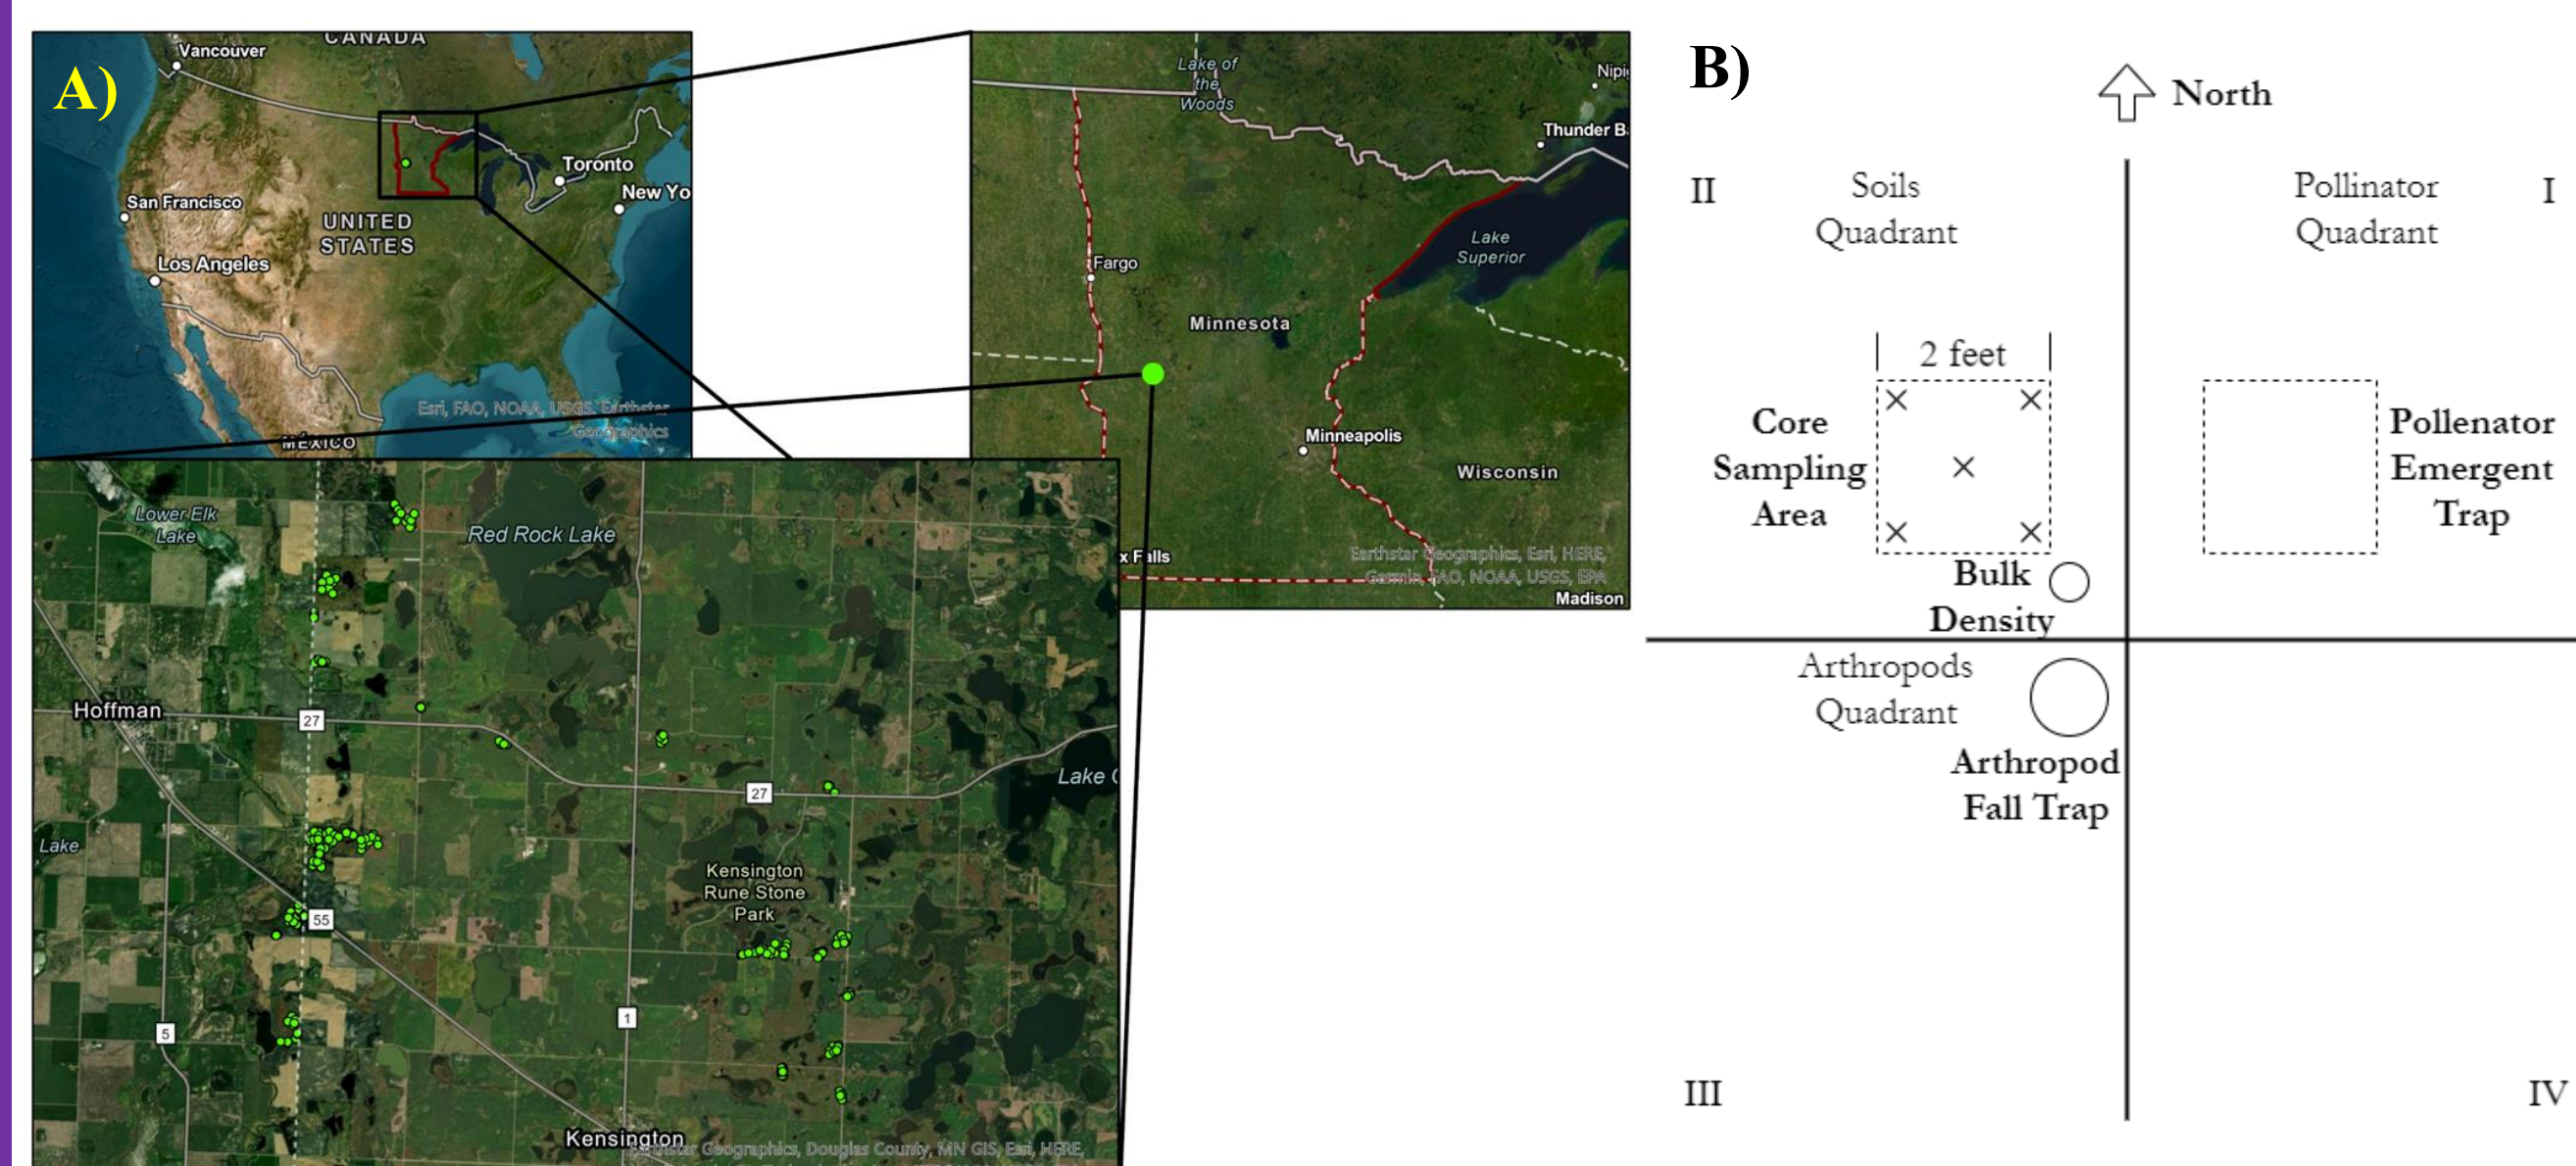 A)
CANADA
Vancouver
Toronto
New Yo
San Francisco
UNITED
STATES
Los Angeles
Esri, FAO, NOAA, USGS, Earthstar
Geographics
MÉXICO
Lake of
the
Woods
Nipi
Thunder B
Lake
Superior
Fargo
Minnesota
Minneapolis
Wisconsin
x Falls
Earthstar Geographics, Esri, HERE,
Garmin, FAO, NOAA, USGS, EPA
Madison
Lower Elk
Lake
Red Rock Lake
Hoffman
27
27
Lake
Lake
Kensington
Rune Stone
Park
55
5
1
Kensington
Earthstar Geographics, Douglas County, MN GIS, Esri, HERE,
B)
North
II
Soils
Quadrant
Pollinator
Quadrant
I
2 feet
Core
Sampling
Area
Pollenator
Emergent
Trap
Bulk
Density
Arthropods
Quadrant
Arthropod
Fall Trap
III
IV